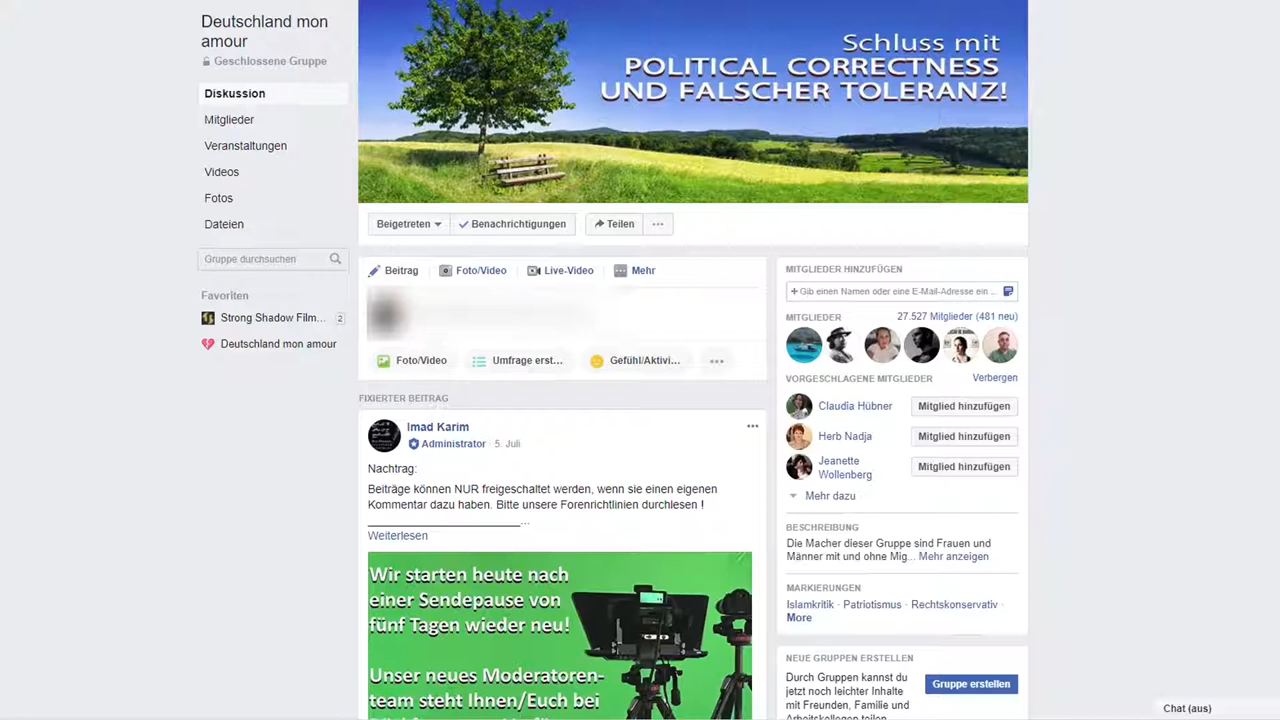 Deutschland mon
amour
Geschlossene Gruppe
Diskussion
Mitglieder
Veranstaltungen
Videos
Fotos
Dateien
Gruppe durchsuchen
Favoriten
Strong Shadow Film... 2
Deutschland mon amour
Schluss mit
POLITICAL CORRECTNESS
UND FALSCHER TOLERANZ!
Beigetreten Benachrichtigungen Teilen ...
Beitrag Foto/Video Live-Video Mehr
Foto/Video Umfrage erst... Gefühl/Aktivi... ...
FIXIERTER BEITRAG
Imad Karim ...
Administrator · 5. Juli
Nachtrag:
Beiträge können NUR freigeschaltet werden, wenn sie einen eigenen
Kommentar dazu haben. Bitte unsere Forenrichtlinien durchlesen !
______________________...
Weiterlesen
Wir starten heute nach
einer Sendepause von
fünf Tagen wieder neu!
Unser neues Moderatoren-
team steht Ihnen/Euch bei
MITGLIEDER HINZUFÜGEN
+ Gib einen Namen oder eine E-Mail-Adresse ein ...
MITGLIEDER 27.527 Mitglieder (481 neu)
VORGESCHLAGENE MITGLIEDER Verbergen
Claudia Hübner Mitglied hinzufügen
Herb Nadja Mitglied hinzufügen
Jeanette
Wollenberg Mitglied hinzufügen
Mehr dazu
BESCHREIBUNG
Die Macher dieser Gruppe sind Frauen und
Männer mit und ohne Mig... Mehr anzeigen
MARKIERUNGEN
Islamkritik · Patriotismus · Rechtskonservativ ·
More
NEUE GRUPPEN ERSTELLEN
Durch Gruppen kannst du
jetzt noch leichter Inhalte
mit Freunden, Familie und
Arbeitskollegen teilen
Gruppe erstellen
Chat (aus)